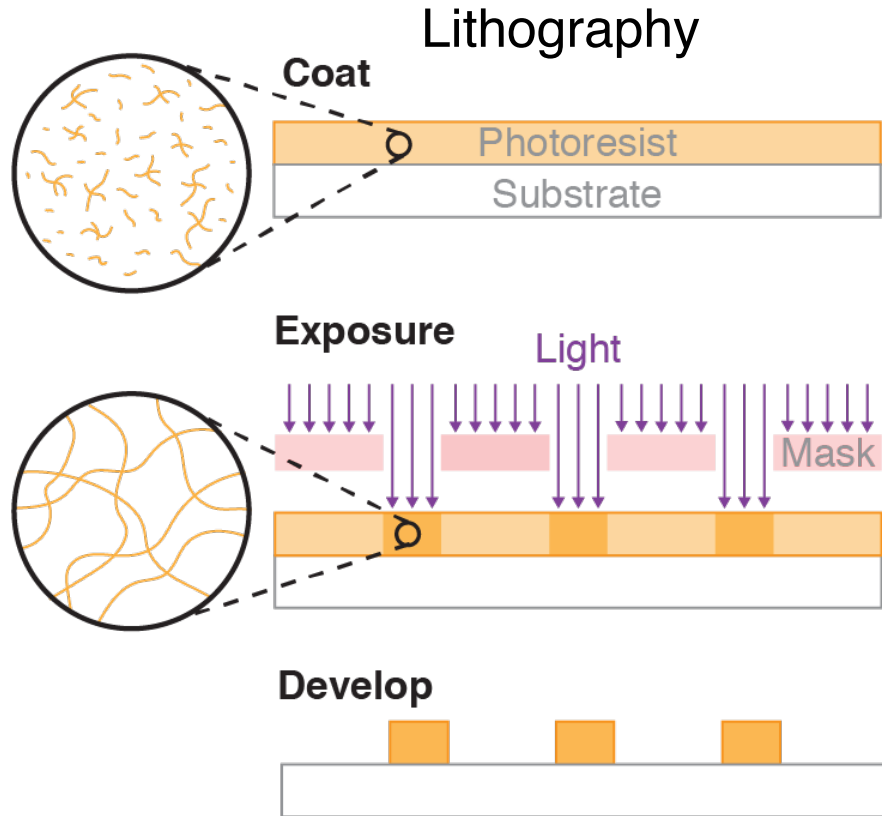 Lithography
Coat
Photoresist
Substrate
Exposure
Light
Mask
Develop